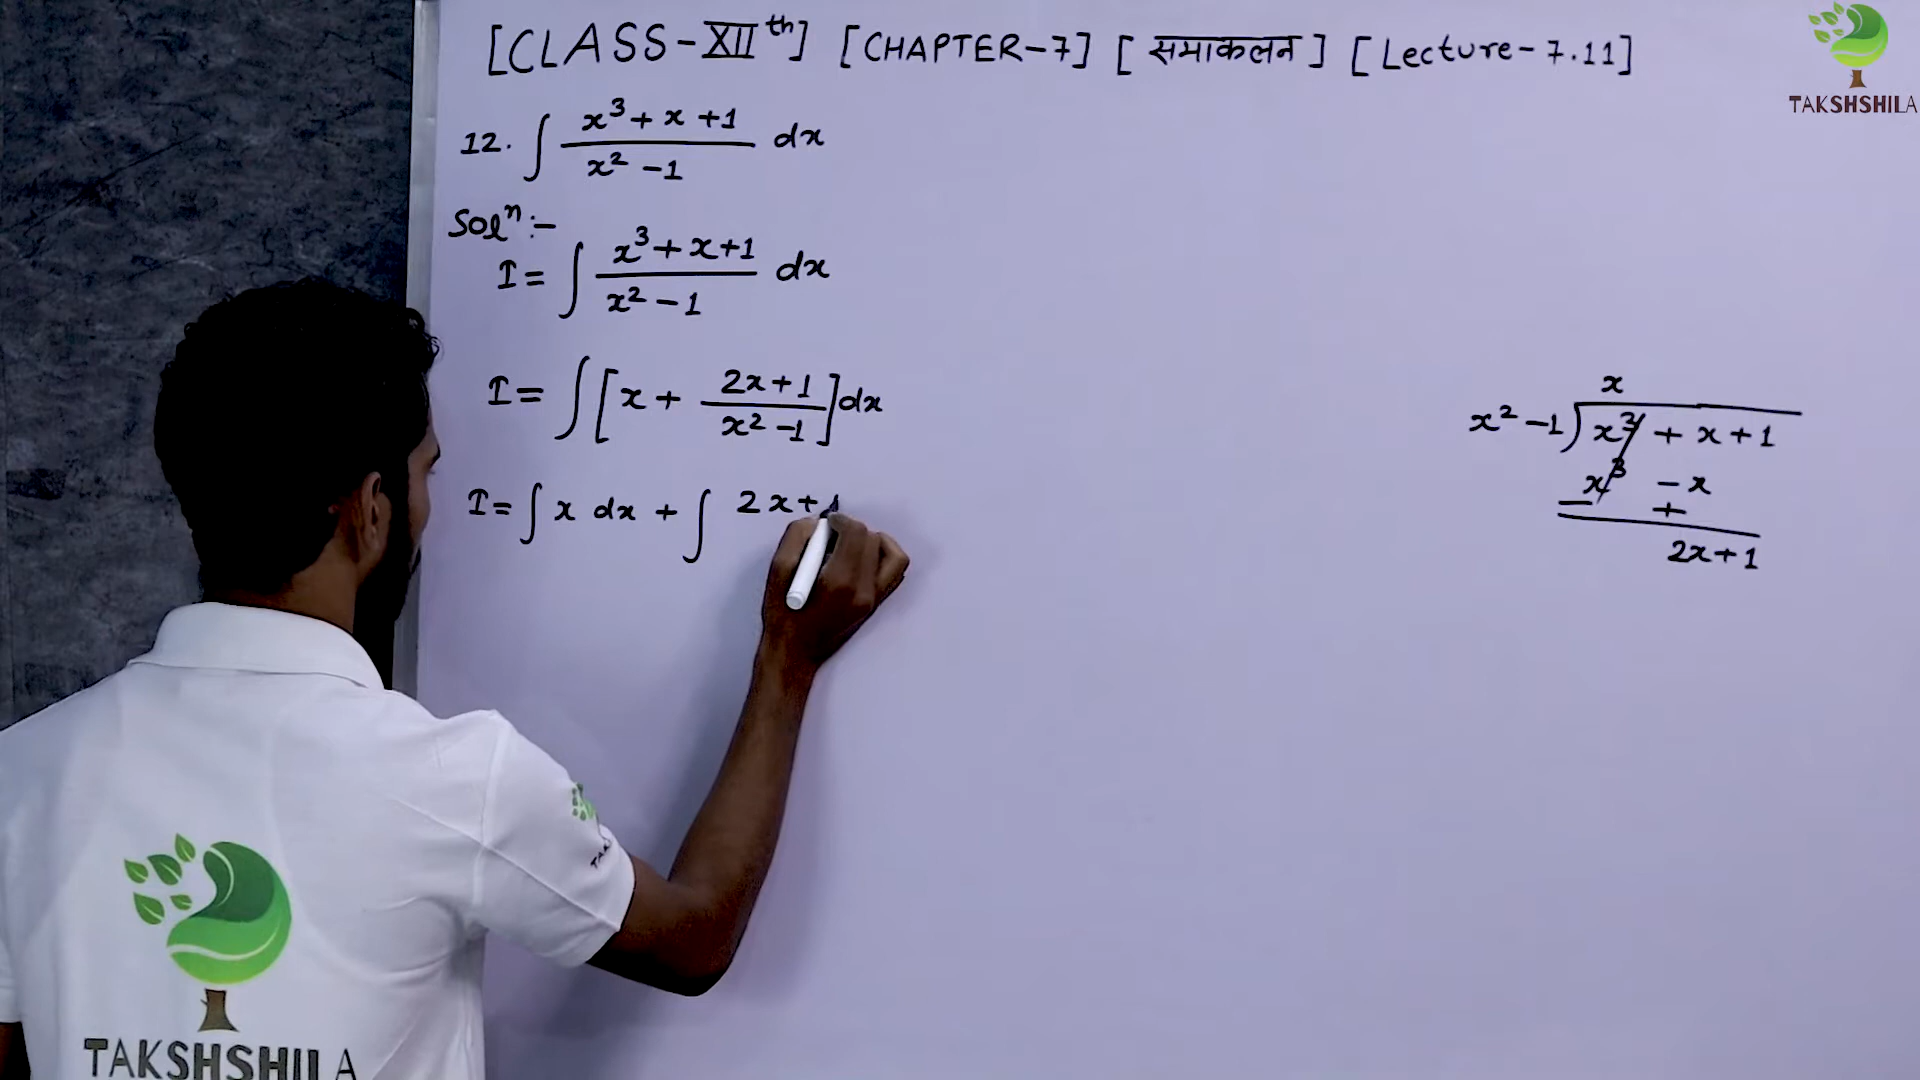 [CLASS-XIIth] [CHAPTER-7] [समाकलन] [Lecture-7.11]
TAKSHSHILA
12. ∫ (x³ + x + 1)/(x² - 1) dx
Solⁿ:-
I = ∫ (x³ + x + 1)/(x² - 1) dx
I = ∫ [x + (2x + 1)/(x² - 1)] dx
I = ∫ x dx + ∫ 2x +
x
x² - 1 ) x³ + x + 1
x³ - x
- +
2x + 1
TAKSHSHILA